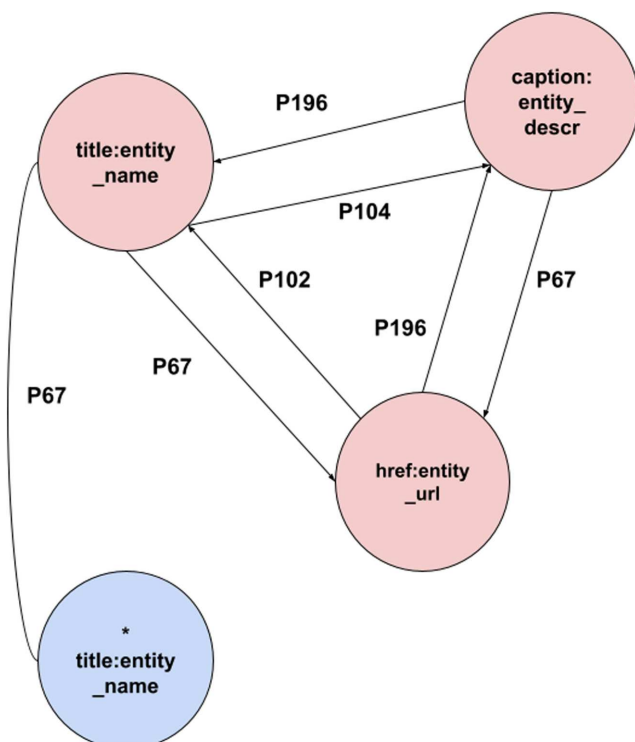 caption:
entity_
descr
P196
title:entity
_name
P104
P102
P67
P196
P67
P67
href:entity
_url
*
title:entity
_name